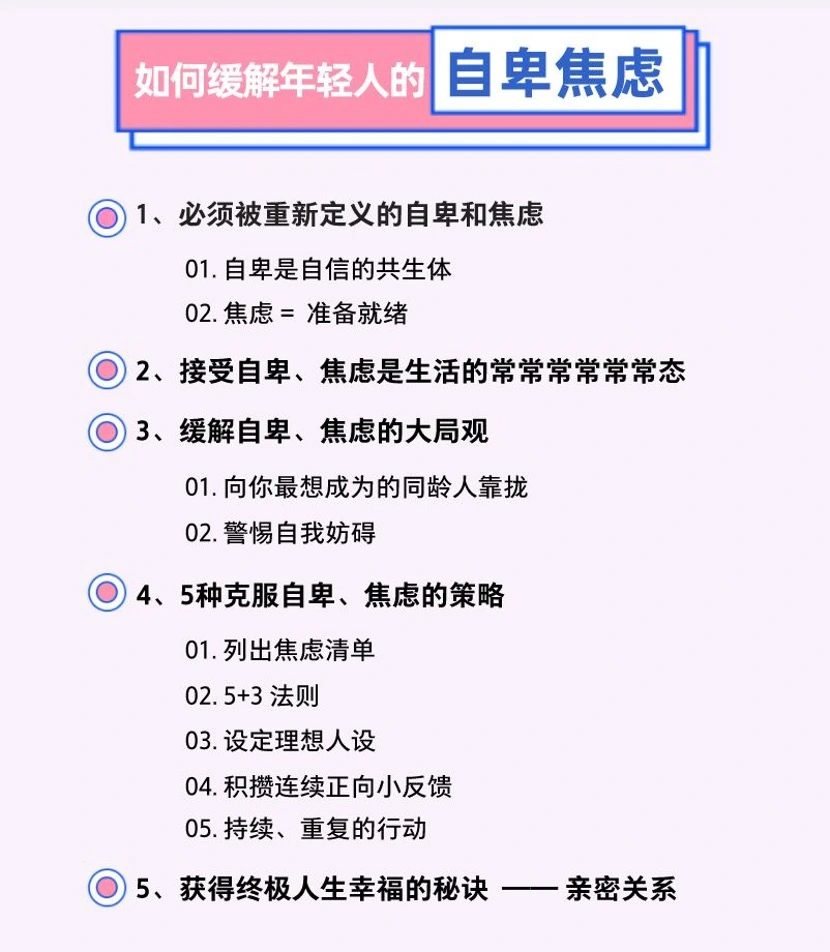 如何缓解年轻人的 自卑焦虑
1、必须被重新定义的自卑和焦虑
01. 自卑是自信的共生体
02. 焦虑 = 准备就绪
2、接受自卑、焦虑是生活的常常常常常常态
3、缓解自卑、焦虑的大局观
01. 向你最想成为的同龄人靠拢
02. 警惕自我妨碍
4、5种克服自卑、焦虑的策略
01. 列出焦虑清单
02. 5+3 法则
03. 设定理想人设
04. 积攒连续正向小反馈
05. 持续、重复的行动
5、获得终极人生幸福的秘诀 —— 亲密关系